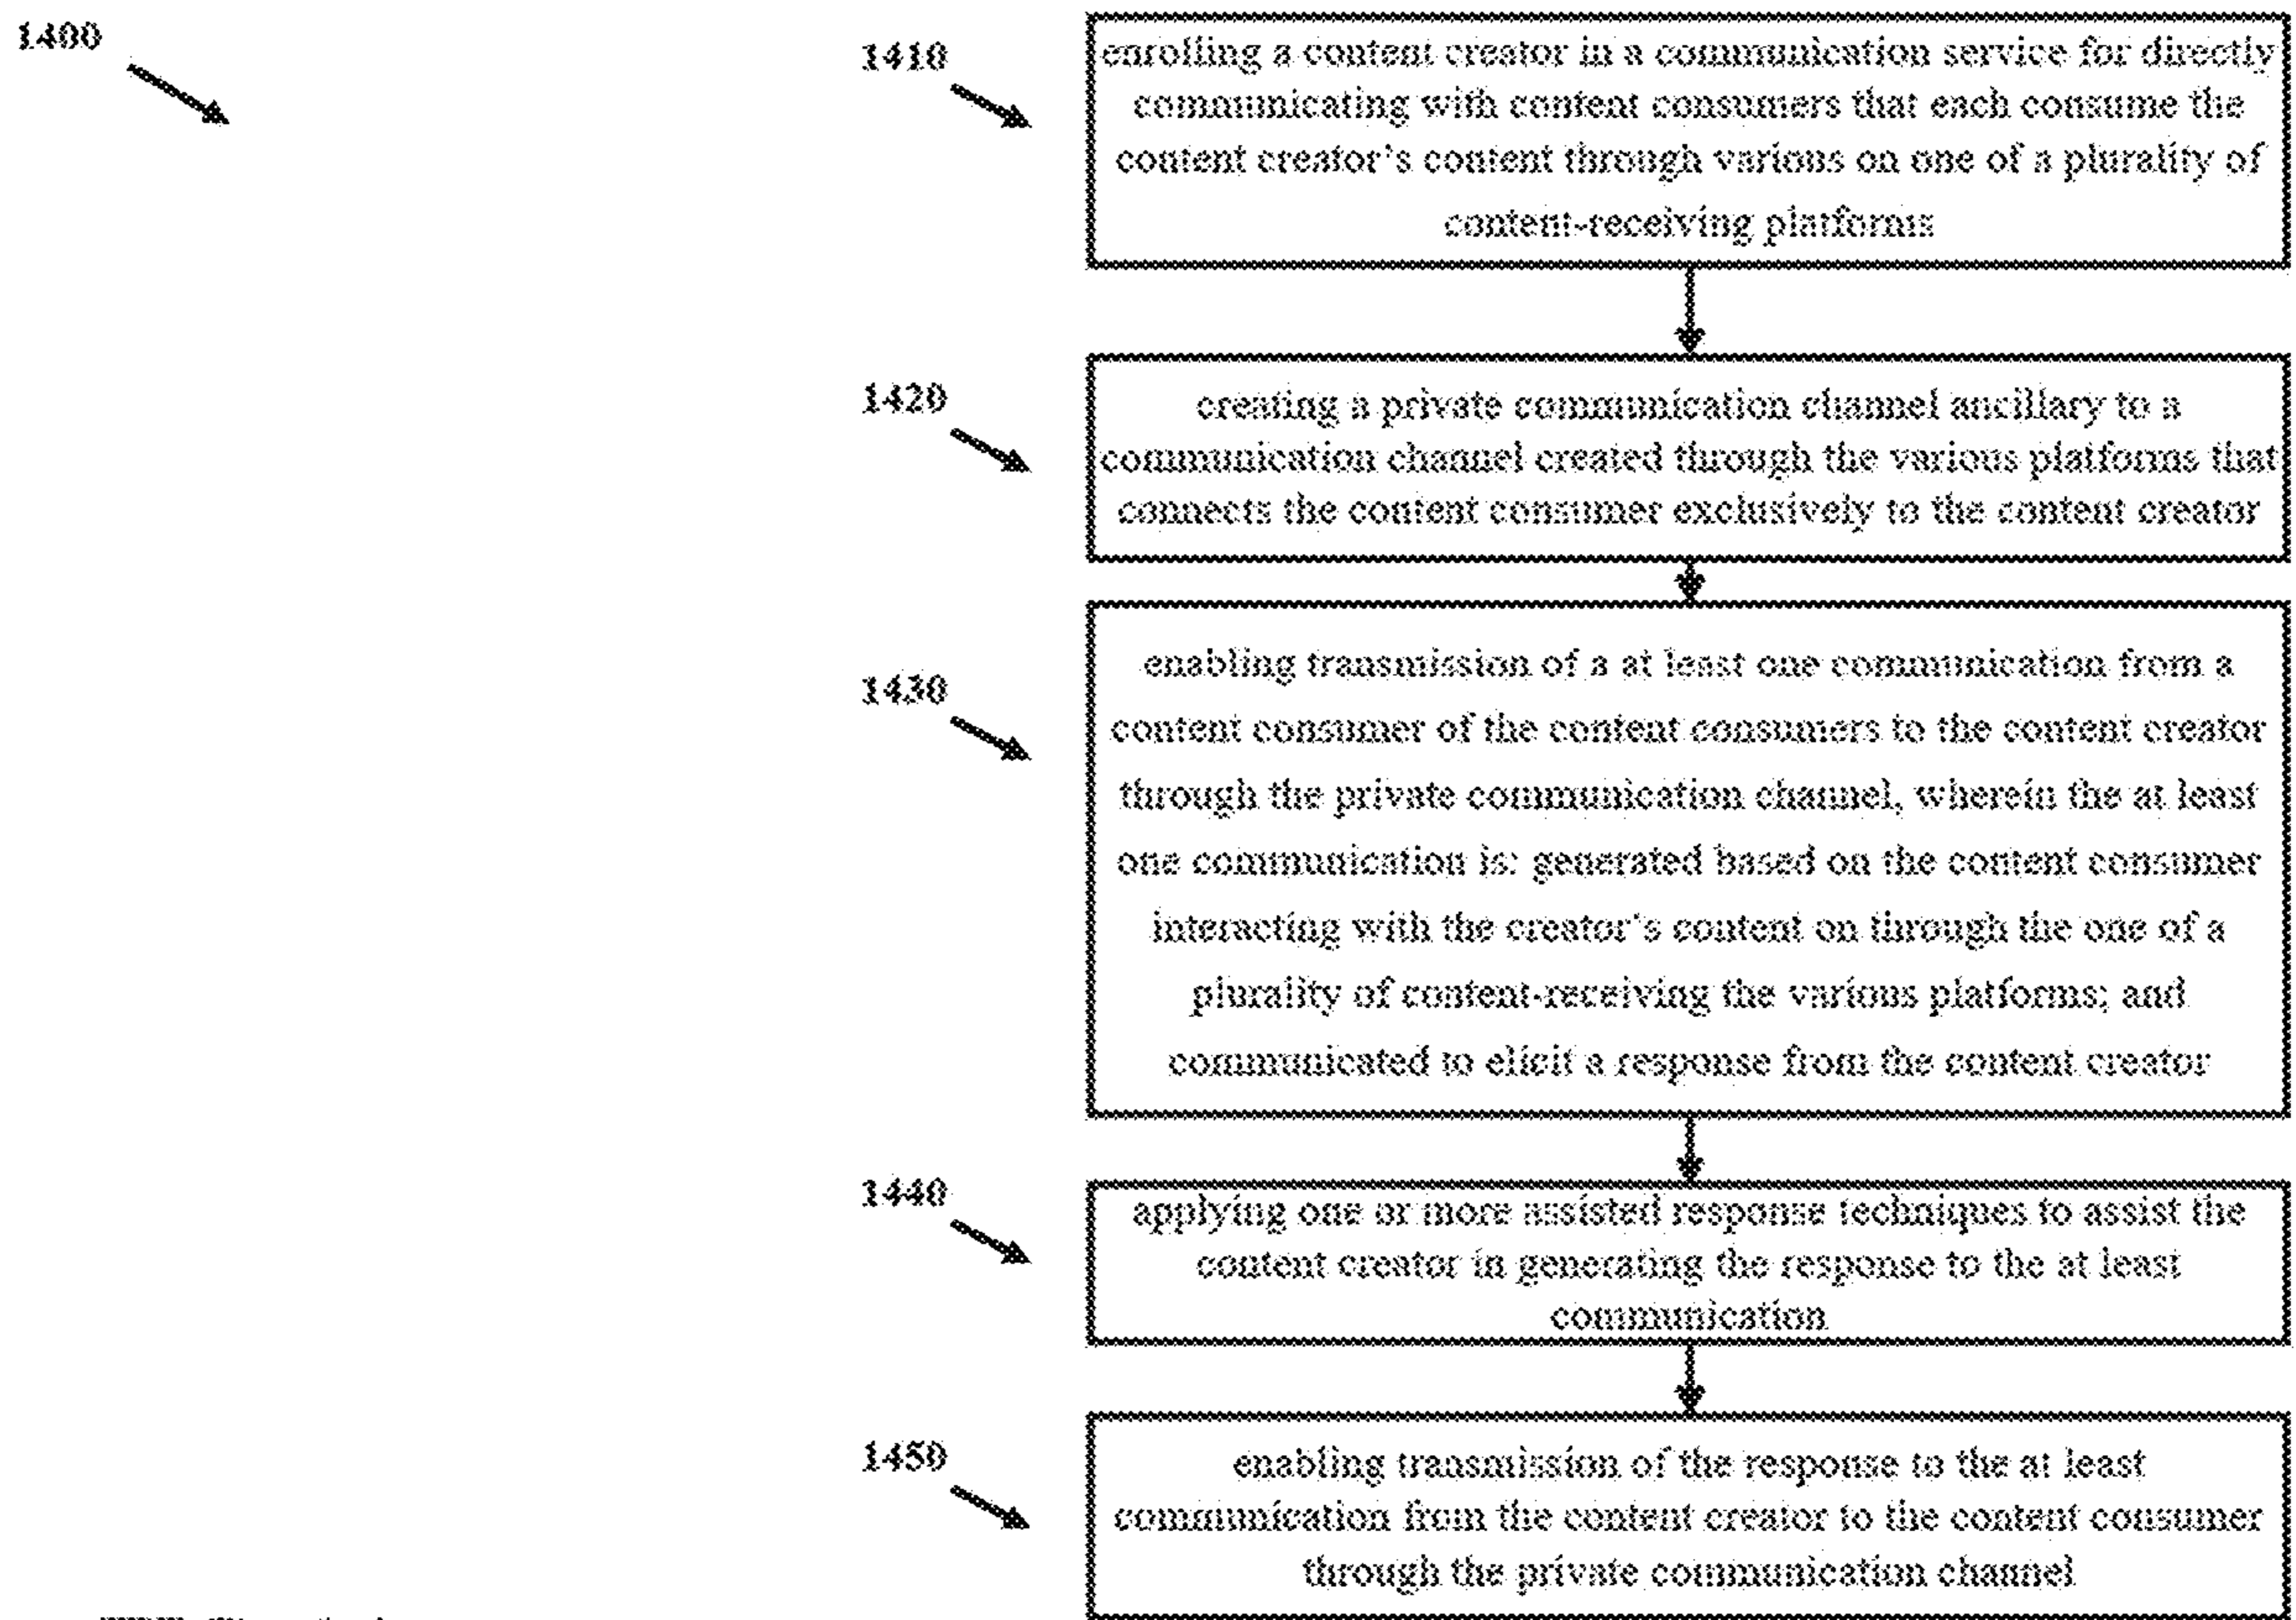 1400
1410
enrolling a content creator in a communication service for directly
communicating with content consumers that each consume the
content creator's content through various on one of a plurality of
content-receiving platforms
1420
creating a private communication channel ancillary to a
communication channel created through the various platforms that
connects the content consumer exclusively to the content creator
1430
enabling transmission of a at least one communication from a
content consumer of the content consumers to the content creator
through the private communication channel, wherein the at least
one communication is: generated based on the content consumer
interacting with the creator's content on through the one of a
plurality of content-receiving the various platforms; and
communicated to elicit a response from the content creator
1440
applying one or more assisted response techniques to assist the
content creator in generating the response to the at least
communication
1450
enabling transmission of the response to the at least
communication from the content creator to the content consumer
through the private communication channel